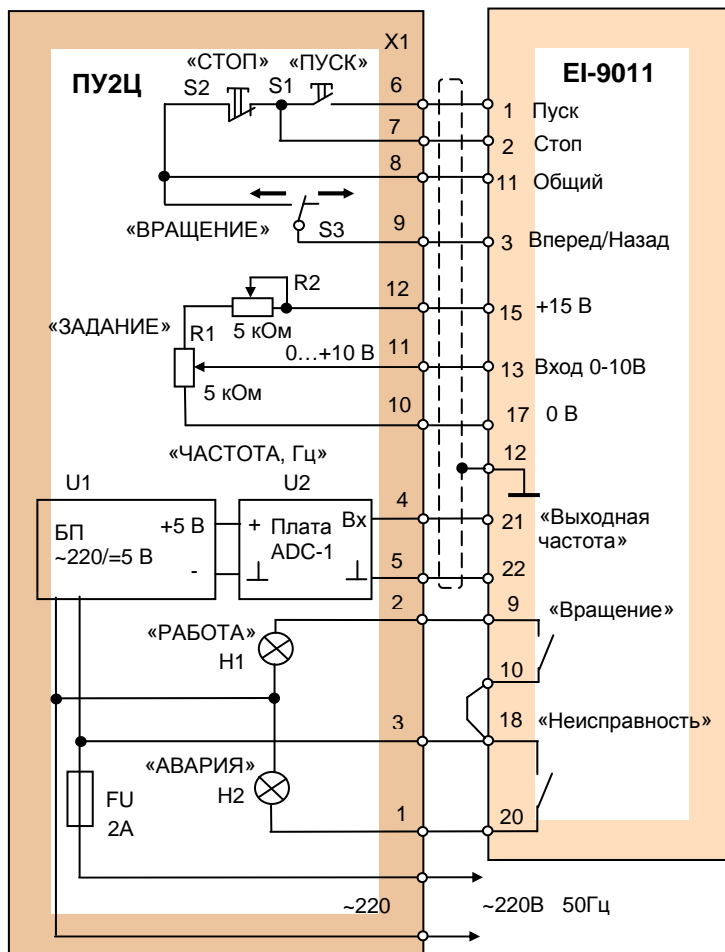 X1
EI-9011
ПУ2Ц
«СТОП» «ПУСК»
S2 S1 6
1 Пуск
7
2 Стоп
8
11 Общий
«ВРАЩЕНИЕ» S3 9
3 Вперед/Назад
R2 12
15 +15 В
5 кОм
«ЗАДАНИЕ»
R1 0...+10 В 11
13 Вход 0-10В
5 кОм
10
17 0 В
12
«ЧАСТОТА, Гц»
U1 U2
БП
~220/=5 В
+5 В
-
+ Плата
ADC-1
Вх
4
5
21 «Выходная
частота»
22
2
9 «Вращение»
«РАБОТА»
H1
10
3
18 «Неисправность»
«АВАРИЯ»
H2
FU
2А
1
20
~220 ~220В 50Гц